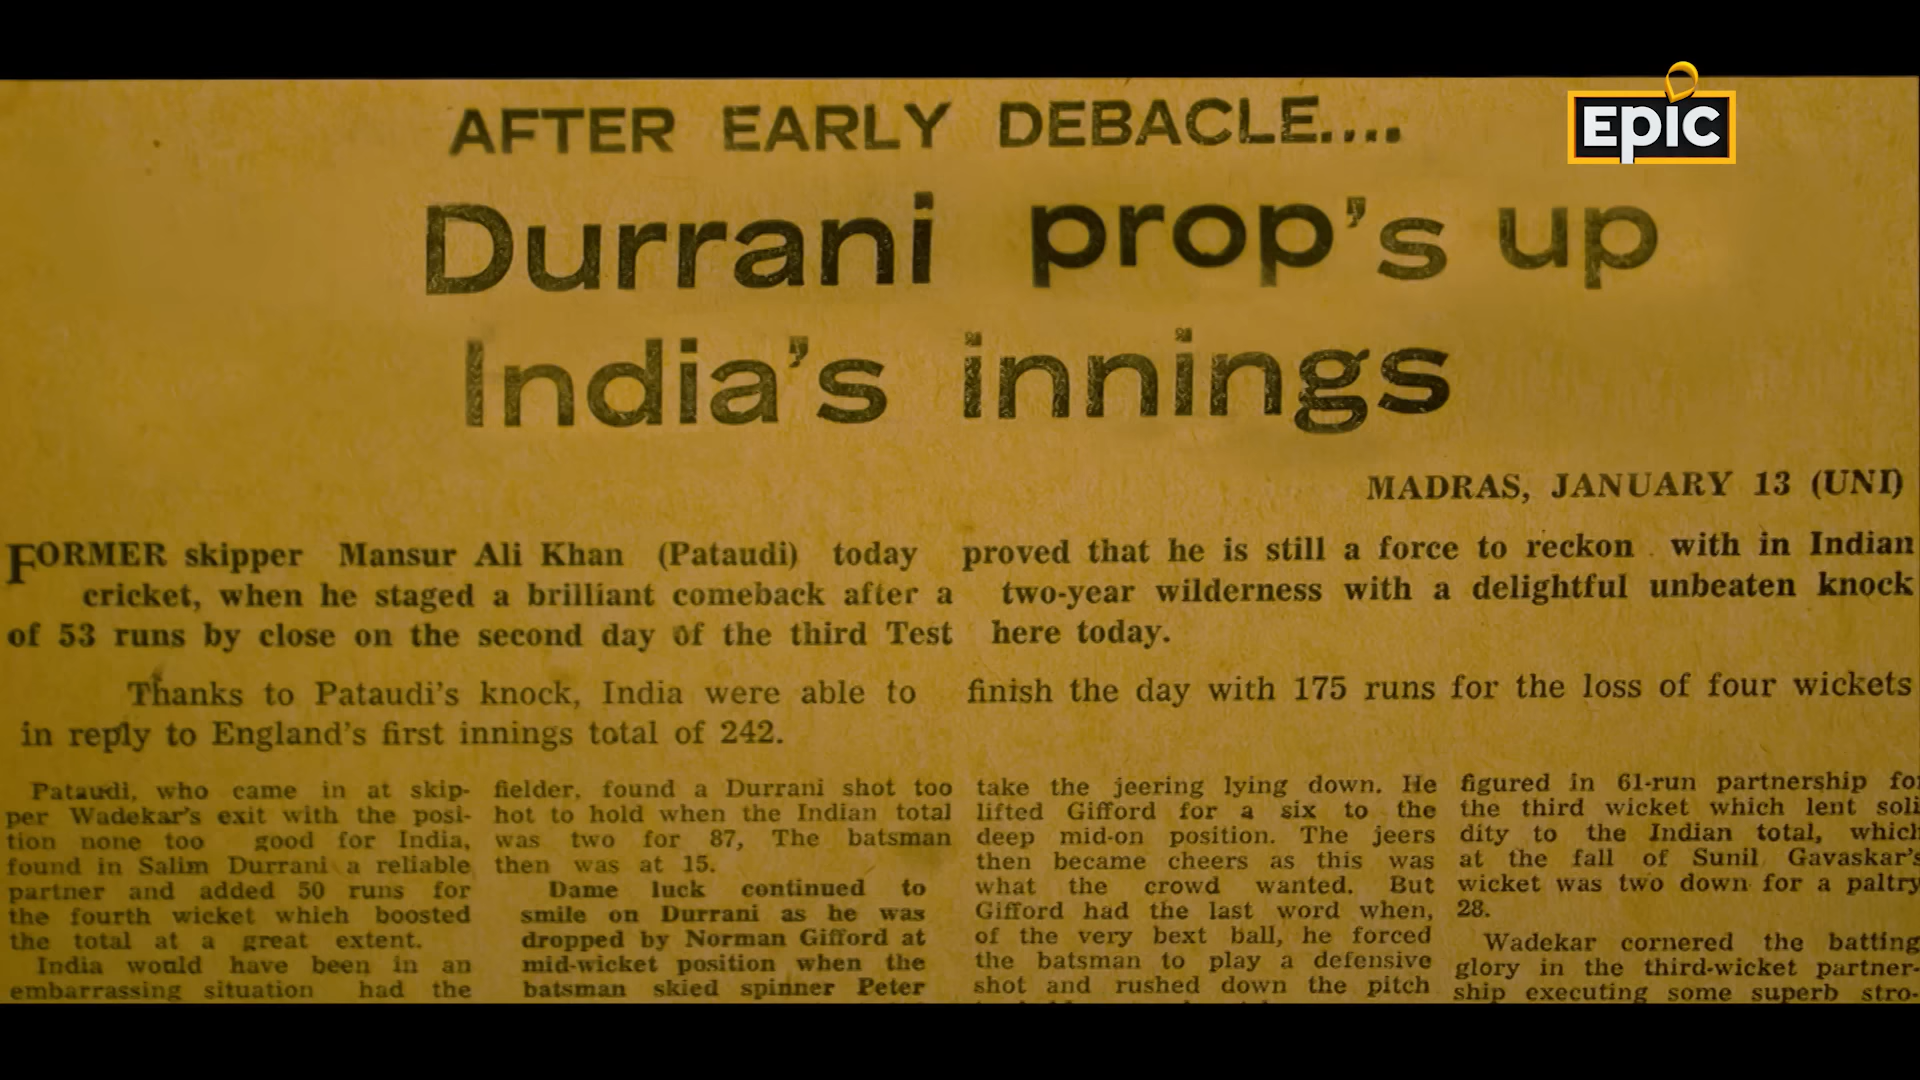 EPIC
AFTER EARLY DEBACLE....
Durrani prop's up
India's innings
MADRAS, JANUARY 13 (UNI)
FORMER skipper Mansur Ali Khan (Pataudi) today proved that he is still a force to reckon with in Indian
cricket, when he staged a brilliant comeback after a two-year wilderness with a delightful unbeaten knock
of 53 runs by close on the second day of the third Test here today.
Thanks to Pataudi's knock, India were able to finish the day with 175 runs for the loss of four wickets
in reply to England's first innings total of 242.
Pataudi, who came in at skip-
per Wadekar's exit with the posi-
tion none too good for India,
found in Salim Durrani a reliable
partner and added 50 runs for
the fourth wicket which boosted
the total at a great extent.
India would have been in an
embarrassing situation had the
fielder, found a Durrani shot too
hot to hold when the Indian total
was two for 87, The batsman
then was at 15.
Dame luck continued to
smile on Durrani as he was
dropped by Norman Gifford at
mid-wicket position when the
batsman skied spinner Peter
take the jeering lying down. He
lifted Gifford for a six to the
deep mid-on position. The jeers
then became cheers as this was
what the crowd wanted. But
Gifford had the last word when,
of the very bext ball, he forced
the batsman to play a defensive
shot and rushed down the pitch
figured in 61-run partnership fo
the third wicket which lent soli
dity to the Indian total, which
at the fall of Sunil Gavaskar's
wicket was two down for a paltry
28.
Wadekar cornered the batting
glory in the third-wicket partner-
ship executing some superb stro-